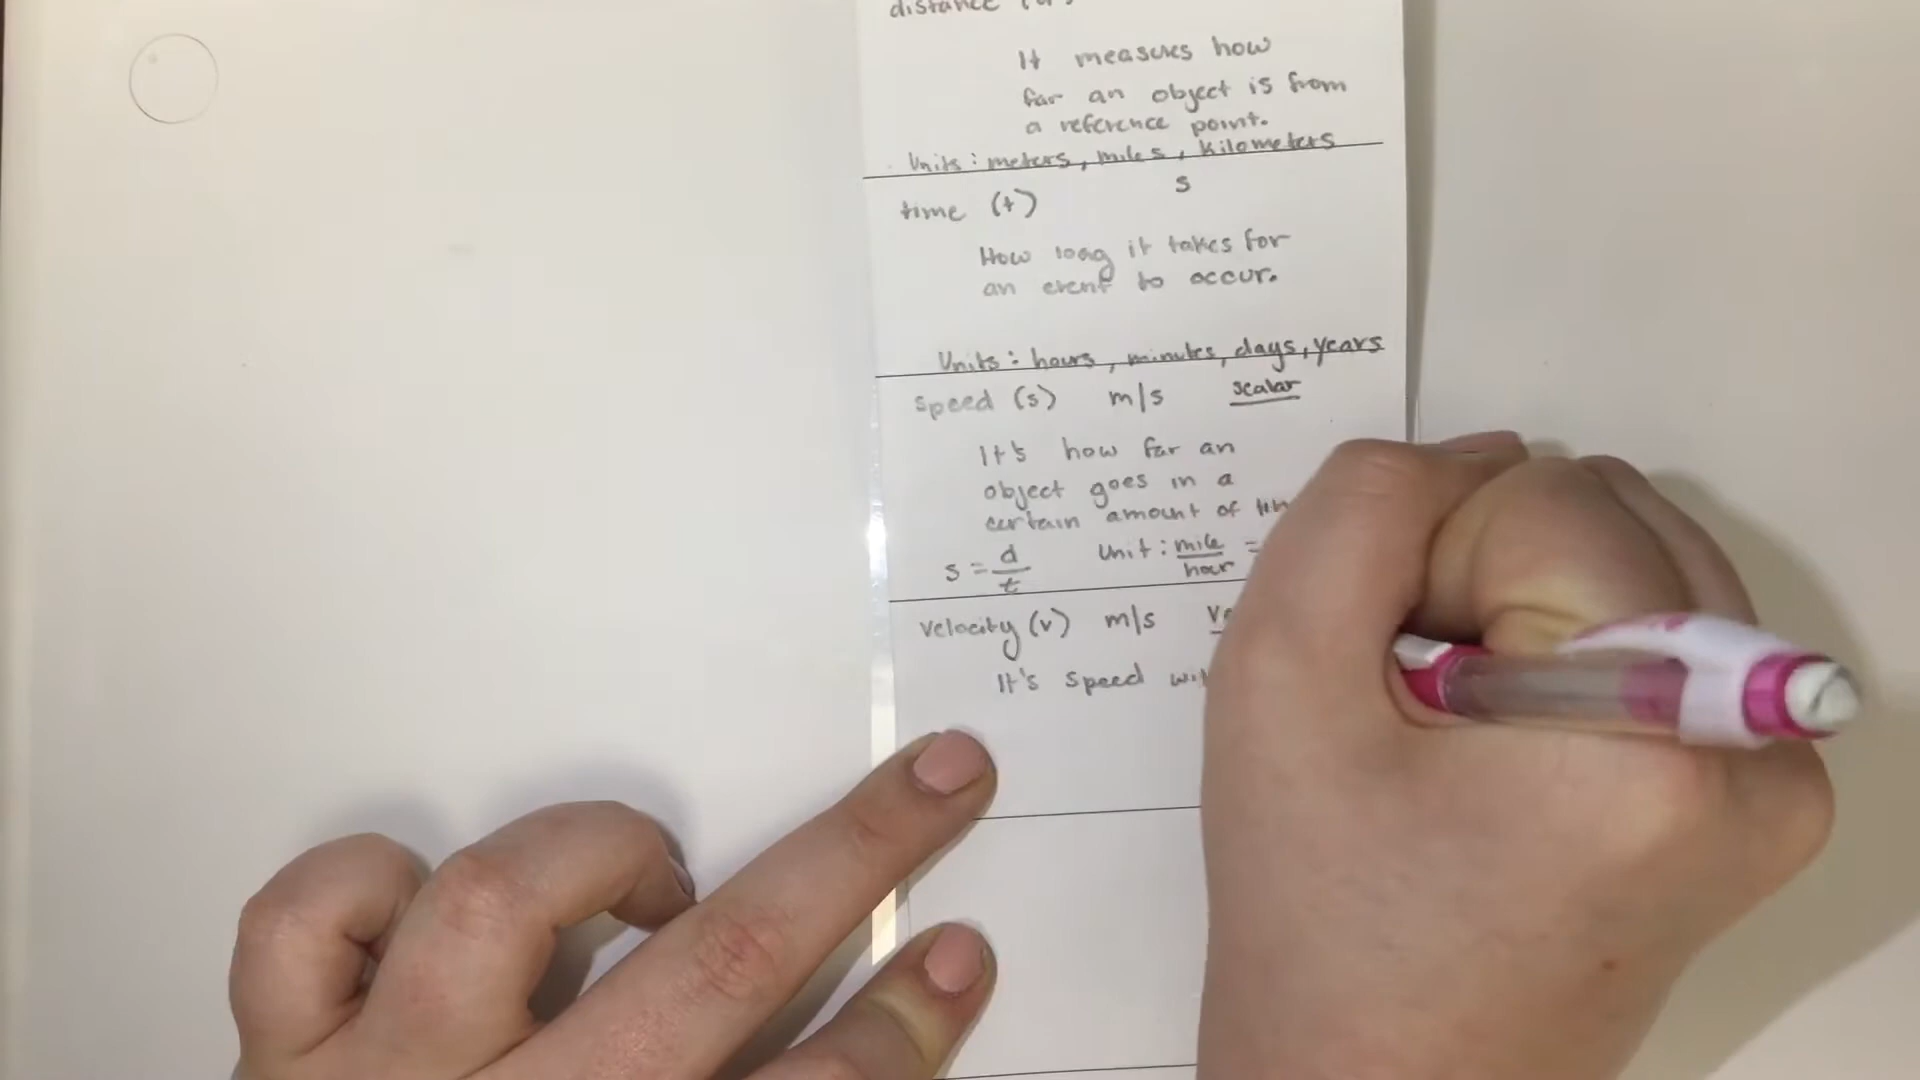 distance
It measures how
far an object is from
a reference point.
Units: meters, miles, kilometers
time (t) s
How long it takes for
an event to occur.
Units: hours, minutes, days, years
speed (s) m/s scalar
It's how far an
object goes in a
certain amount of
s = d/t Unit: mile/hour =
Velocity (v) m/s
It's speed